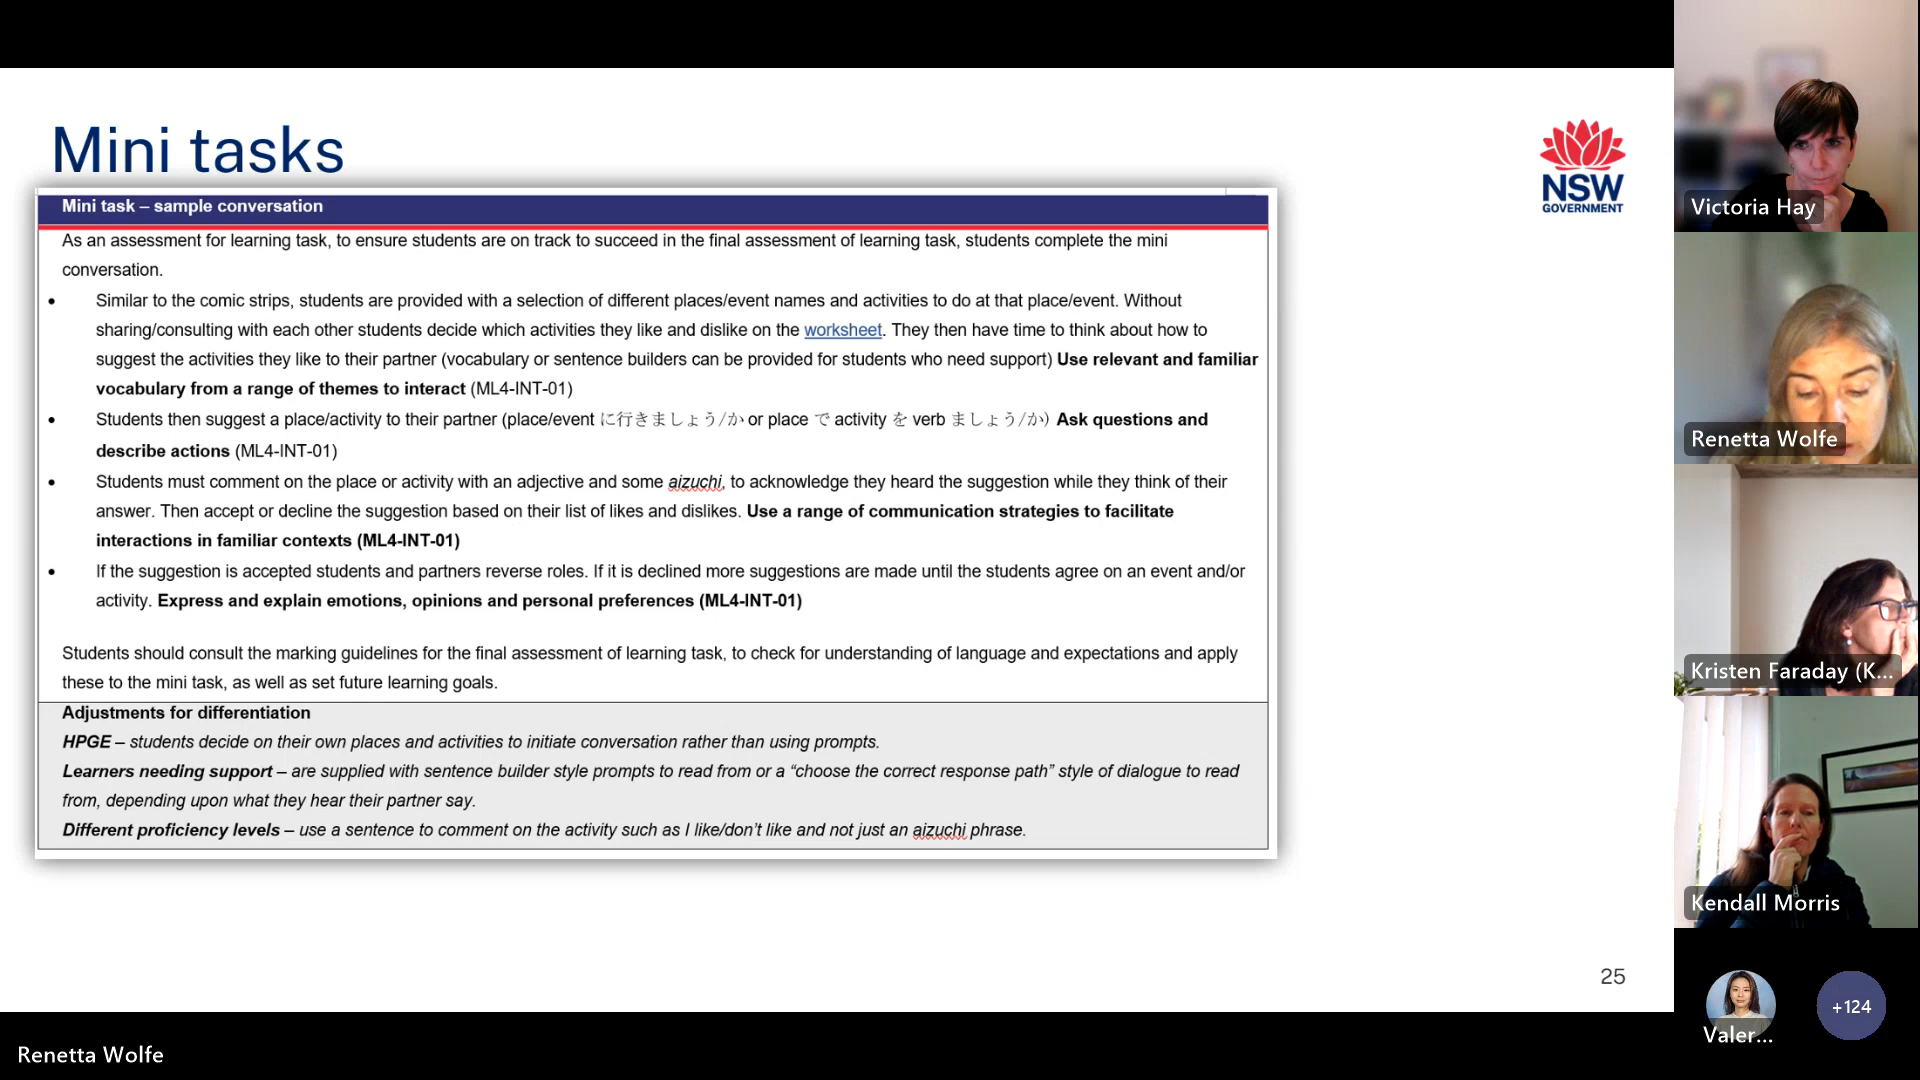 Mini tasks
NSW
GOVERNMENT
Mini task – sample conversation
As an assessment for learning task, to ensure students are on track to succeed in the final assessment of learning task, students complete the mini
conversation.
• Similar to the comic strips, students are provided with a selection of different places/event names and activities to do at that place/event. Without
sharing/consulting with each other students decide which activities they like and dislike on the worksheet. They then have time to think about how to
suggest the activities they like to their partner (vocabulary or sentence builders can be provided for students who need support) Use relevant and familiar
vocabulary from a range of themes to interact (ML4-INT-01)
• Students then suggest a place/activity to their partner (place/event に行きましょう/か or place で activity を verb ましょう/か) Ask questions and
describe actions (ML4-INT-01)
• Students must comment on the place or activity with an adjective and some aizuchi, to acknowledge they heard the suggestion while they think of their
answer. Then accept or decline the suggestion based on their list of likes and dislikes. Use a range of communication strategies to facilitate
interactions in familiar contexts (ML4-INT-01)
• If the suggestion is accepted students and partners reverse roles. If it is declined more suggestions are made until the students agree on an event and/or
activity. Express and explain emotions, opinions and personal preferences (ML4-INT-01)
Students should consult the marking guidelines for the final assessment of learning task, to check for understanding of language and expectations and apply
these to the mini task, as well as set future learning goals.
Adjustments for differentiation
HPGE – students decide on their own places and activities to initiate conversation rather than using prompts.
Learners needing support – are supplied with sentence builder style prompts to read from or a “choose the correct response path” style of dialogue to read
from, depending upon what they hear their partner say.
Different proficiency levels – use a sentence to comment on the activity such as I like/don’t like and not just an aizuchi phrase.
25
Renetta Wolfe
Victoria Hay
Renetta Wolfe
Kristen Faraday (K...
Kendall Morris
Valer...
+124